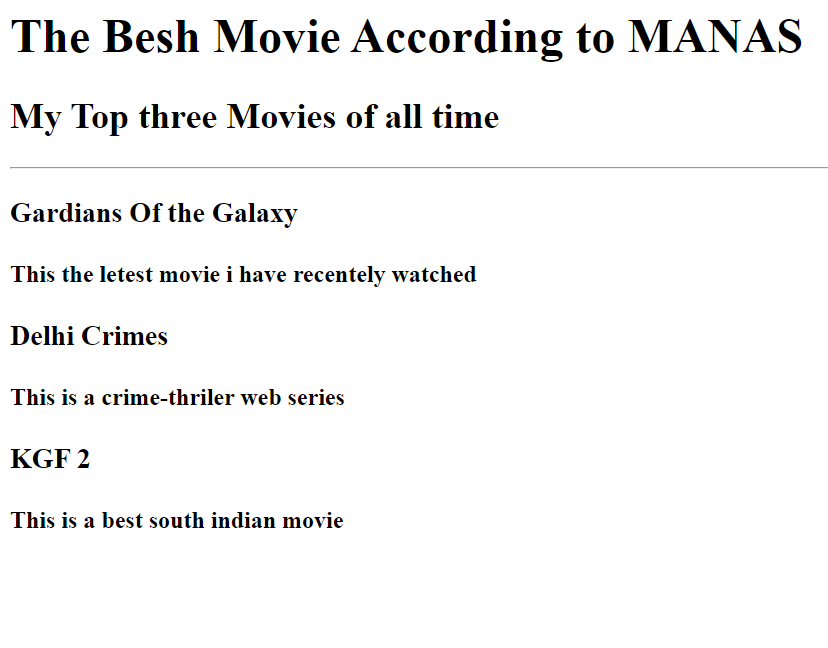 The Besh Movie According to MANAS
My Top three Movies of all time
Gardians Of the Galaxy
This the letest movie i have recentely watched
Delhi Crimes
This is a crime-thriler web series
KGF 2
This is a best south indian movie